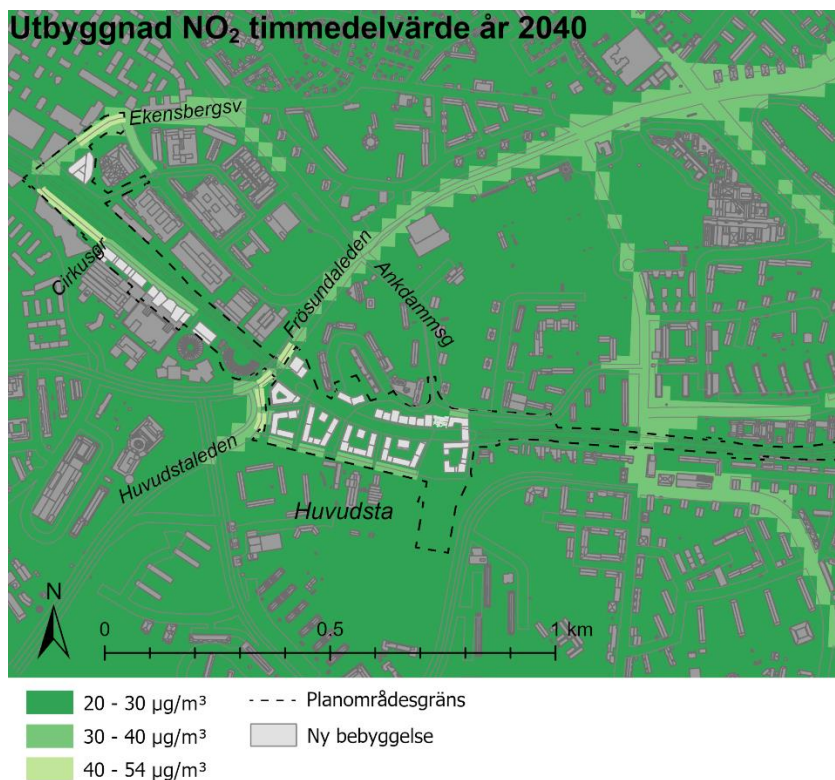 Utbyggnad NO₂ timmedelvärde år 2040
Ekensbergsv
Cirkusgr
Frösundaleden
Ankdammsg
Huvudstaleden
Huvudsta
N
0 0.5 1 km
20 - 30 µg/m³
30 - 40 µg/m³
40 - 54 µg/m³
Planområdesgräns
Ny bebyggelse